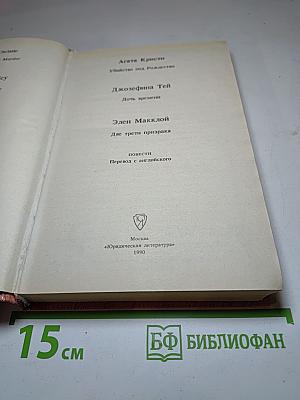 Агата Кристи
Убийство под Рождество
Джозефина Тей
Дочь времени
Элен Макклой
Две трети призрака
ПОВЕСТИ
Перевод с английского
Москва
«Юридическая литература»
1990
15 см
БФ БИБЛИОФАН